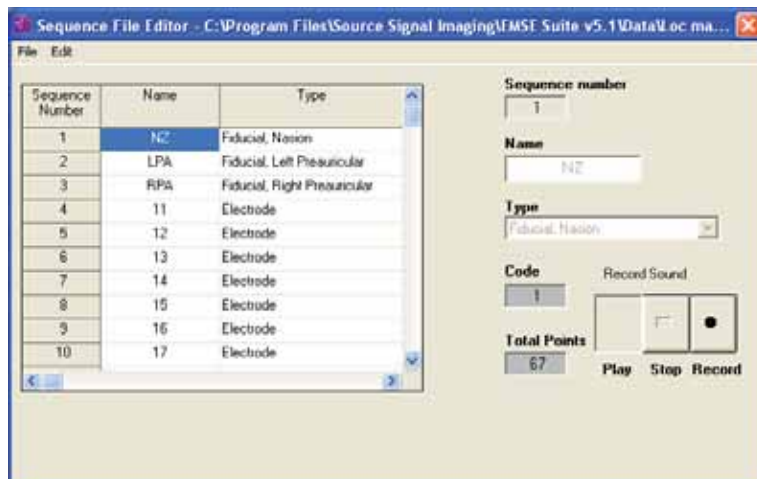 Sequence File Editor - C:\Program Files\Source Signal Imaging\EMSE Suite v5.1\Data\Loc ma...
File Edit
Sequence Number Name Type
1 NZ Fiducial, Nasion
2 LPA Fiducial, Left Preauricular
3 RPA Fiducial, Right Preauricular
4 11 Electrode
5 12 Electrode
6 13 Electrode
7 14 Electrode
8 15 Electrode
9 16 Electrode
10 17 Electrode
Sequence number
1
Name
NZ
Type
Fiducial, Nasion
Code
1
Record Sound
Total Points
67
Play Stop Record